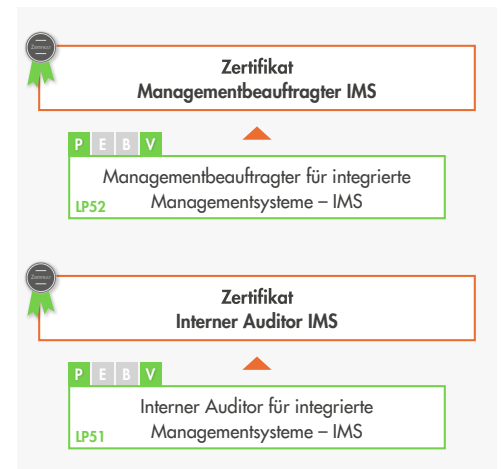 Zertifikat
Managementbeauftragter IMS
P E B V
Managementbeauftragter für integrierte
Managementsysteme – IMS
LP52
Zertifikat
Interner Auditor IMS
P E B V
Interner Auditor für integrierte
Managementsysteme – IMS
LP51